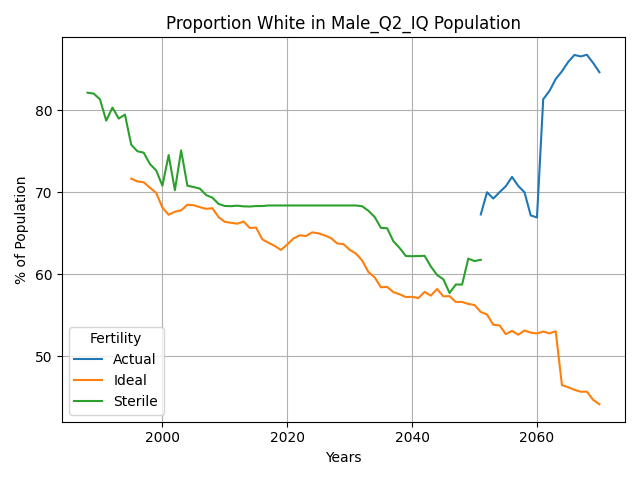 Proportion White in Male_Q2_IQ Population
% of Population
80
70
60
50
Fertility
Actual
Ideal
Sterile
2000
2020
2040
2060
Years